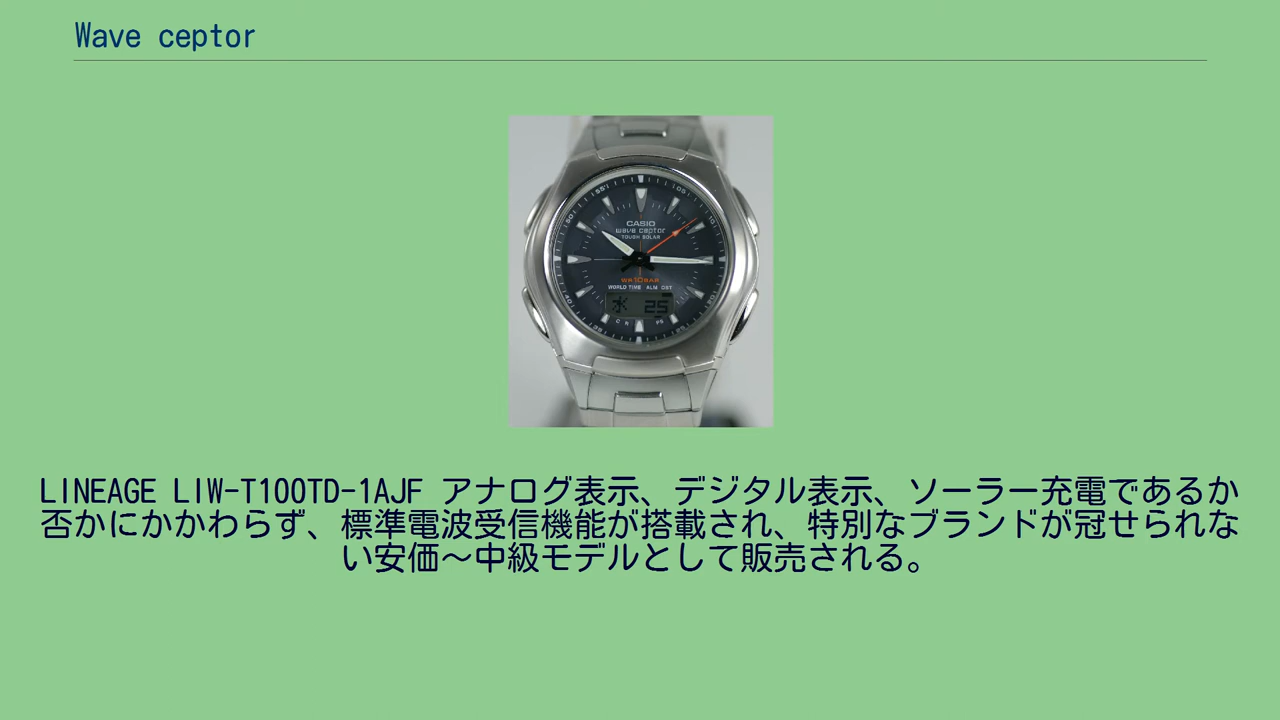 Wave ceptor
CASIO
wave ceptor
TOUGH SOLAR
WR10BAR
WORLD TIME ALM DST
水 25
LINEAGE LIW-T100TD-1AJF アナログ表示、デジタル表示、ソーラー充電であるか
否かにかかわらず、標準電波受信機能が搭載され、特別なブランドが冠せられな
い安価～中級モデルとして販売される。